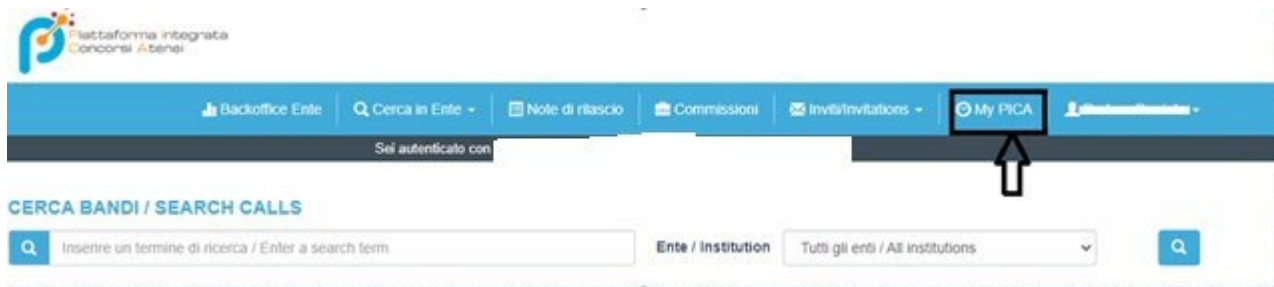 Piattaforma Integrata
Concorsi Atenei
Backoffice Ente Cerca in Ente Note di rilascio Commissioni Inviti/Invitations My PICA
Sei autenticato con
CERCA BANDI / SEARCH CALLS
Inserire un termine di ricerca / Enter a search term Ente / Institution Tutti gli enti / All institutions